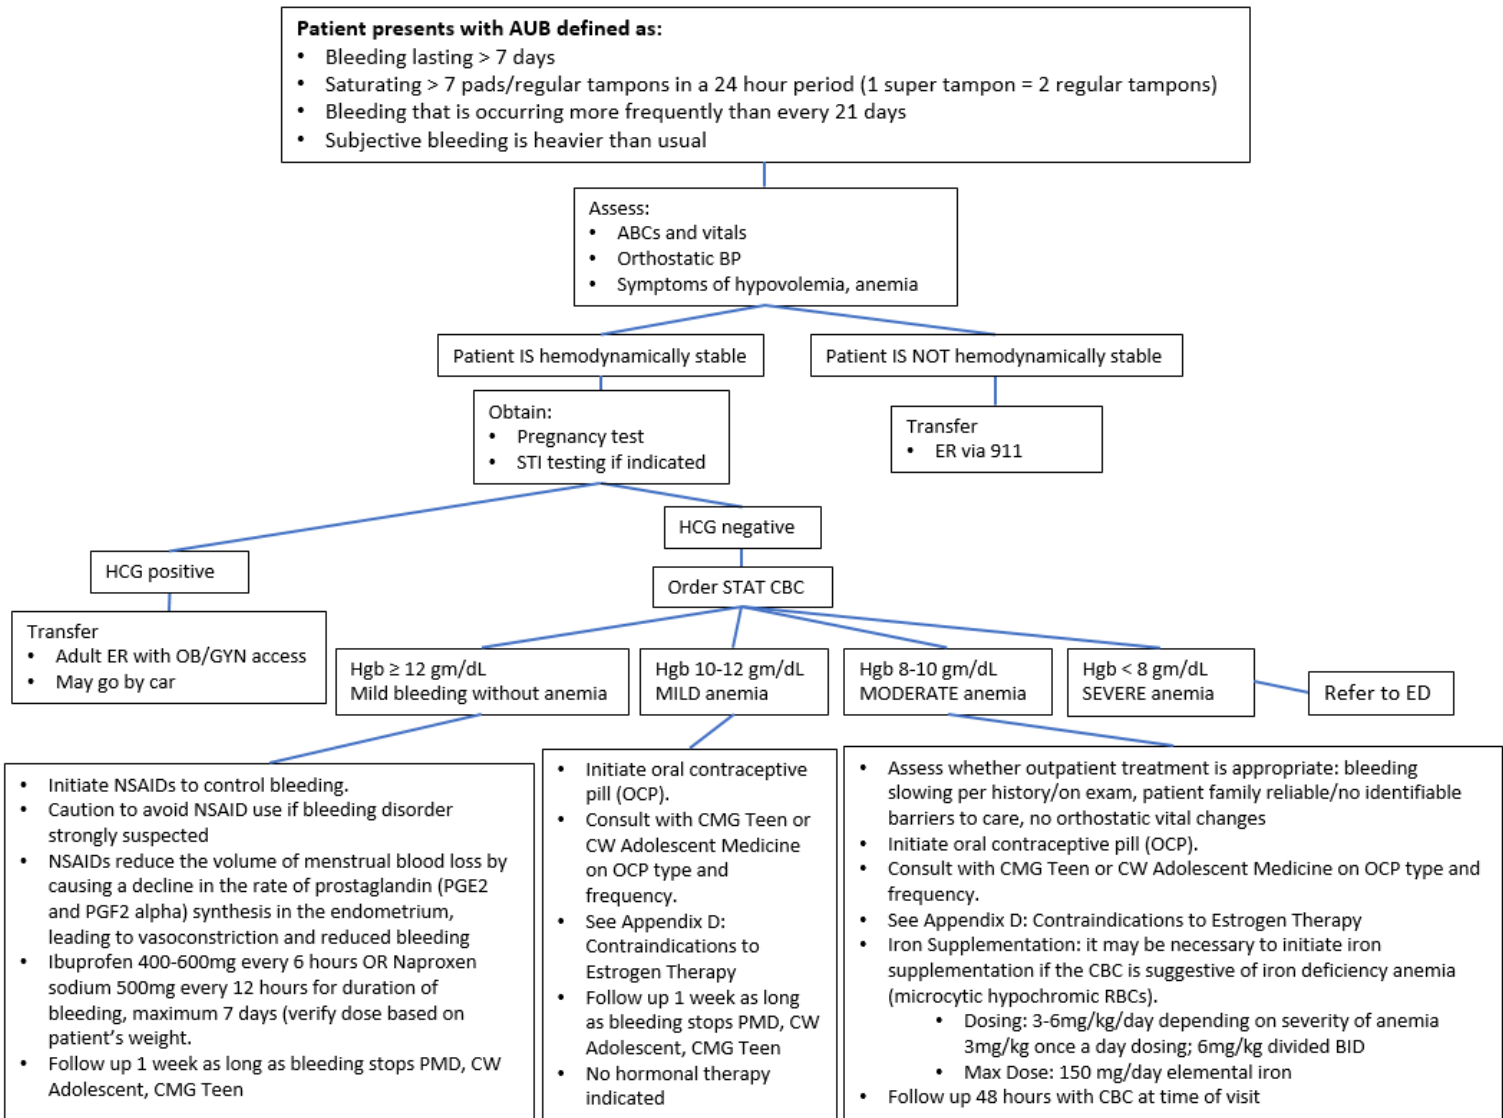 Patient presents with AUB defined as:
• Bleeding lasting > 7 days
• Saturating > 7 pads/regular tampons in a 24 hour period (1 super tampon = 2 regular tampons)
• Bleeding that is occurring more frequently than every 21 days
• Subjective bleeding is heavier than usual
Assess:
• ABCs and vitals
• Orthostatic BP
• Symptoms of hypovolemia, anemia
Patient IS hemodynamically stable
Patient IS NOT hemodynamically stable
Obtain:
• Pregnancy test
• STI testing if indicated
Transfer
• ER via 911
HCG negative
HCG positive
Order STAT CBC
Transfer
• Adult ER with OB/GYN access
• May go by car
Hgb ≥ 12 gm/dL
Mild bleeding without anemia
Hgb 10-12 gm/dL
MILD anemia
Hgb 8-10 gm/dL
MODERATE anemia
Hgb < 8 gm/dL
SEVERE anemia
Refer to ED
• Initiate NSAIDs to control bleeding.
• Caution to avoid NSAID use if bleeding disorder
strongly suspected
• NSAIDs reduce the volume of menstrual blood loss by
causing a decline in the rate of prostaglandin (PGE2
and PGF2 alpha) synthesis in the endometrium,
leading to vasoconstriction and reduced bleeding
• Ibuprofen 400-600mg every 6 hours OR Naproxen
sodium 500mg every 12 hours for duration of
bleeding, maximum 7 days (verify dose based on
patient's weight.
• Follow up 1 week as long as bleeding stops PMD, CW
Adolescent, CMG Teen
• Initiate oral contraceptive
pill (OCP).
• Consult with CMG Teen or
CW Adolescent Medicine
on OCP type and
frequency.
• See Appendix D:
Contraindications to
Estrogen Therapy
• Follow up 1 week as long
as bleeding stops PMD, CW
Adolescent, CMG Teen
• No hormonal therapy
indicated
• Assess whether outpatient treatment is appropriate: bleeding
slowing per history/on exam, patient family reliable/no identifiable
barriers to care, no orthostatic vital changes
• Initiate oral contraceptive pill (OCP).
• Consult with CMG Teen or CW Adolescent Medicine on OCP type and
frequency.
• See Appendix D: Contraindications to Estrogen Therapy
• Iron Supplementation: it may be necessary to initiate iron
supplementation if the CBC is suggestive of iron deficiency anemia
(microcytic hypochromic RBCs).
• Dosing: 3-6mg/kg/day depending on severity of anemia
3mg/kg once a day dosing; 6mg/kg divided BID
• Max Dose: 150 mg/day elemental iron
• Follow up 48 hours with CBC at time of visit